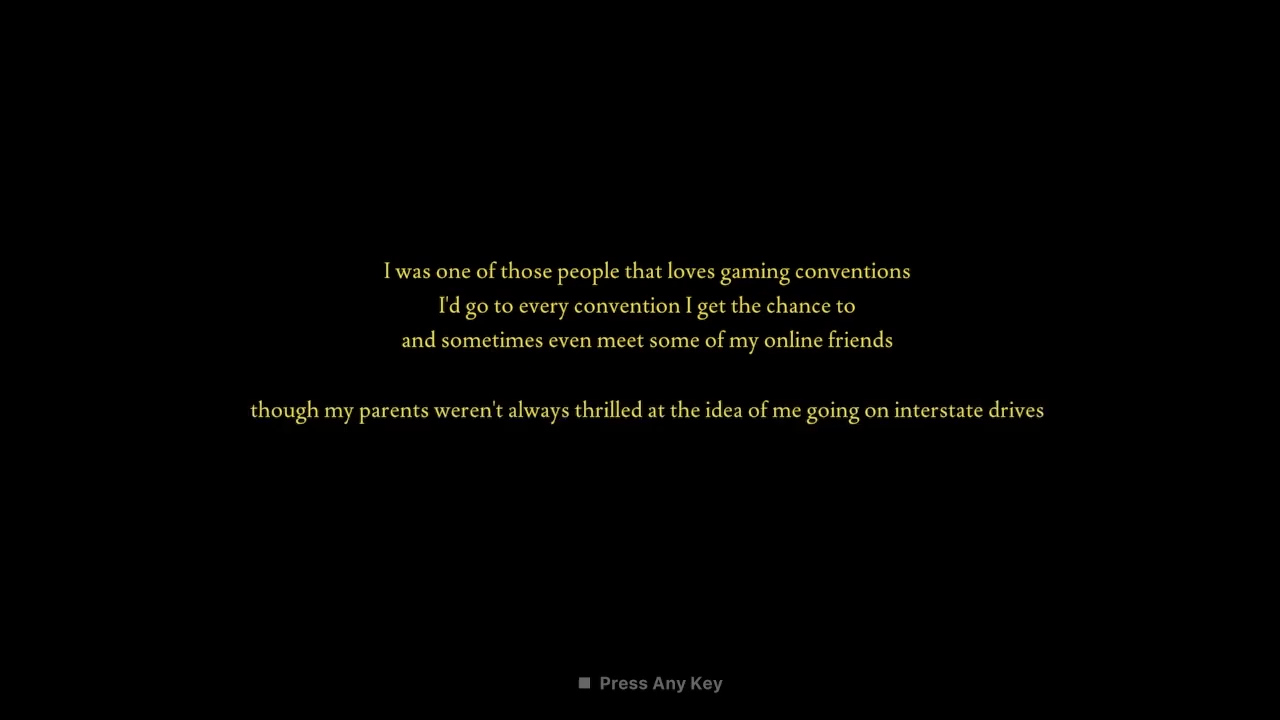 I was one of those people that loves gaming conventions
I'd go to every convention I get the chance to
and sometimes even meet some of my online friends
though my parents weren't always thrilled at the idea of me going on interstate drives
Press Any Key